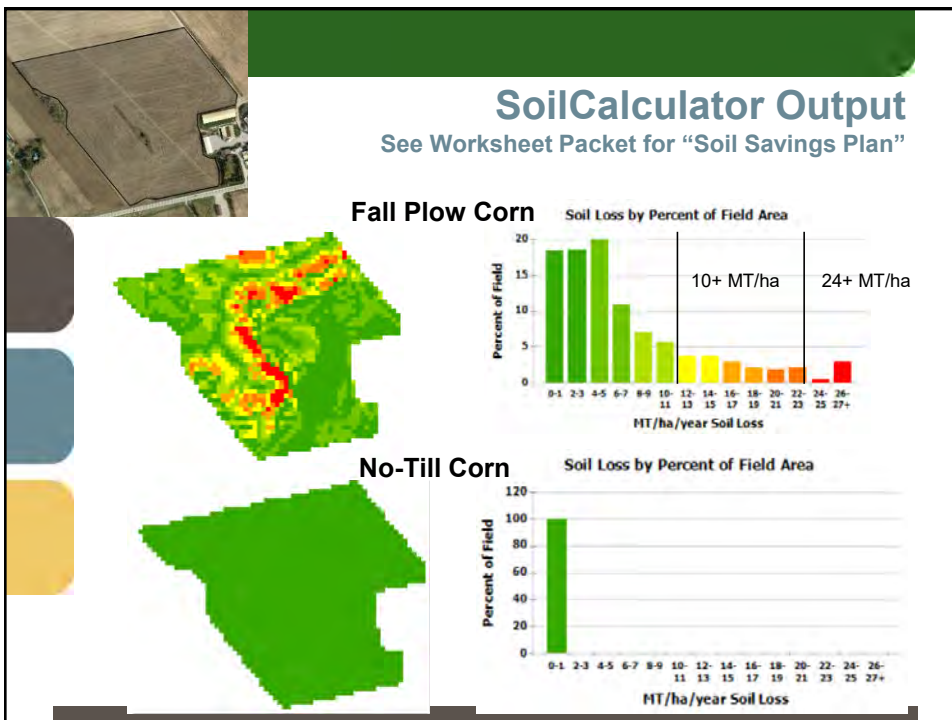 SoilCalculator Output
See Worksheet Packet for “Soil Savings Plan”
Fall Plow Corn
Soil Loss by Percent of Field Area
Percent of Field
20
15
10
5
0
10+ MT/ha
24+ MT/ha
0-1 2-3 4-5 6-7 8-9 10-11 12-13 14-15 16-17 18-19 20-21 22-23 24-25 26-27+
MT/ha/year Soil Loss
No-Till Corn
Soil Loss by Percent of Field Area
Percent of Field
120
100
80
60
40
20
0
0-1 2-3 4-5 6-7 8-9 10-11 12-13 14-15 16-17 18-19 20-21 22-23 24-25 26-27+
MT/ha/year Soil Loss